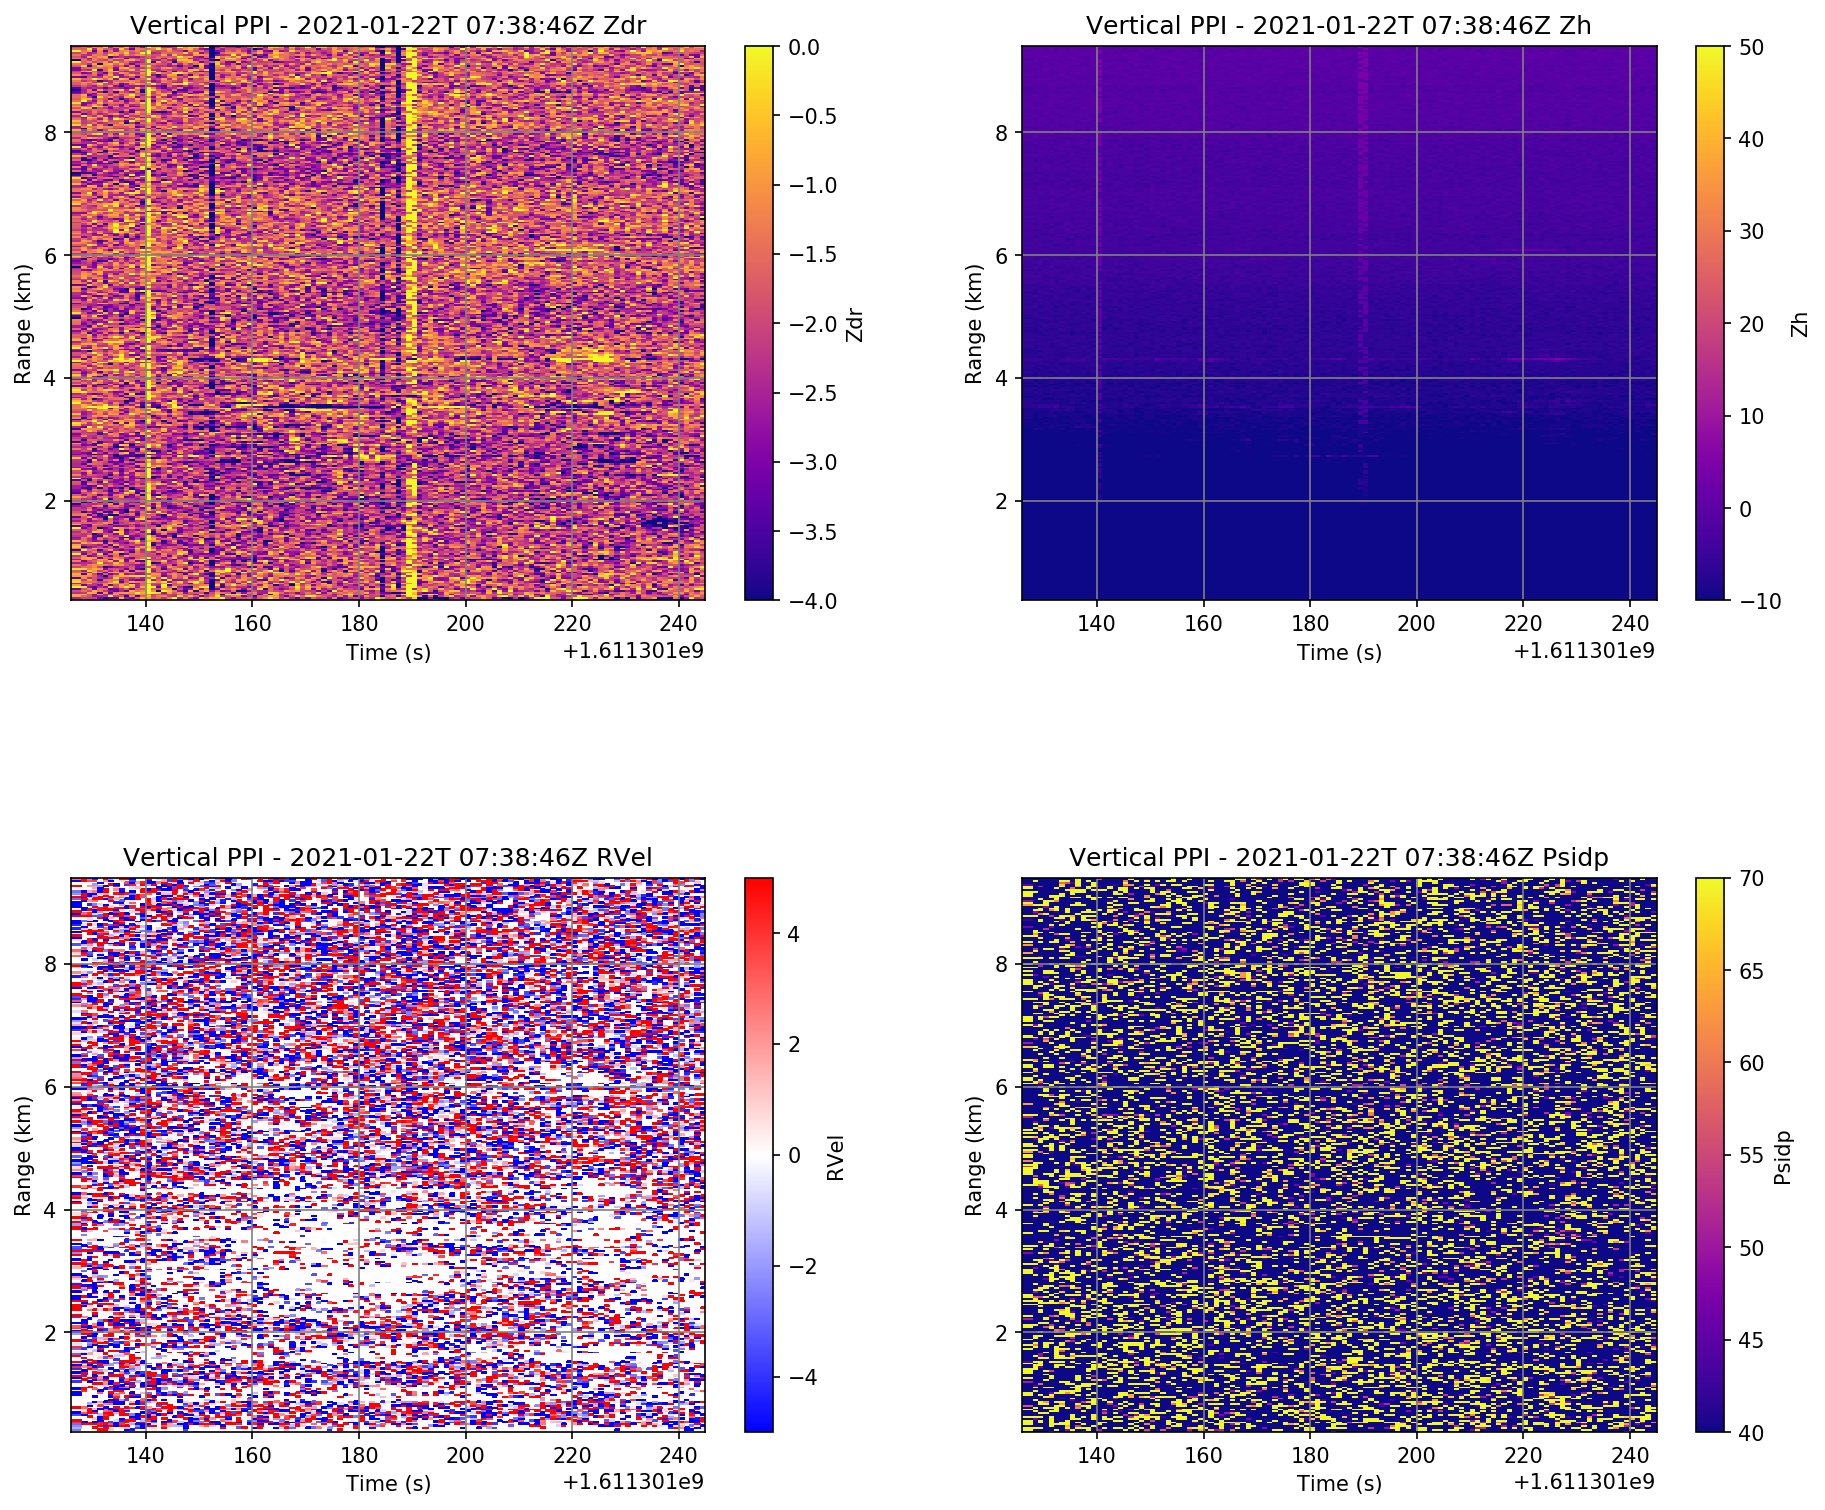 Vertical PPI - 2021-01-22T 07:38:46Z Zdr
Range (km)
8
6
4
2
140 160 180 200 220 240
Time (s)
+1.611301e9
0.0
−0.5
−1.0
−1.5
−2.0
−2.5
−3.0
−3.5
−4.0
Zdr
Vertical PPI - 2021-01-22T 07:38:46Z Zh
Range (km)
8
6
4
2
140 160 180 200 220 240
Time (s)
+1.611301e9
50
40
30
20
10
0
−10
Zh
Vertical PPI - 2021-01-22T 07:38:46Z RVel
Range (km)
8
6
4
2
140 160 180 200 220 240
Time (s)
+1.611301e9
4
2
0
−2
−4
RVel
Vertical PPI - 2021-01-22T 07:38:46Z Psidp
Range (km)
8
6
4
2
140 160 180 200 220 240
Time (s)
+1.611301e9
70
65
60
55
50
45
40
Psidp